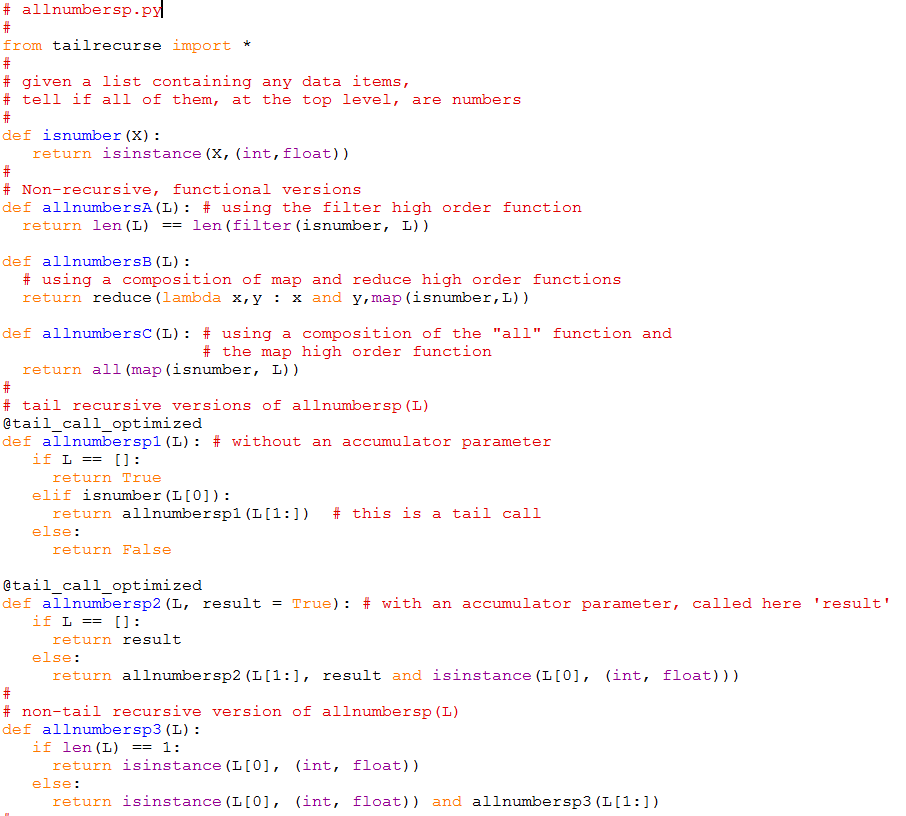 # allnumbersp.py
#
from tailrecurse import *
#
# given a list containing any data items,
# tell if all of them, at the top level, are numbers
#
def isnumber(X):
   return isinstance(X,(int,float))
#
# Non-recursive, functional versions
def allnumbersA(L): # using the filter high order function
  return len(L) == len(filter(isnumber, L))

def allnumbersB(L):
  # using a composition of map and reduce high order functions
  return reduce(lambda x,y : x and y,map(isnumber,L))

def allnumbersC(L): # using a composition of the "all" function and
                    # the map high order function
  return all(map(isnumber, L))
#
# tail recursive versions of allnumbersp(L)
@tail_call_optimized
def allnumbersp1(L): # without an accumulator parameter
   if L == []:
     return True
   elif isnumber(L[0]):
     return allnumbersp1(L[1:])  # this is a tail call
   else:
     return False

@tail_call_optimized
def allnumbersp2(L, result = True): # with an accumulator parameter, called here 'result'
   if L == []:
     return result
   else:
     return allnumbersp2(L[1:], result and isinstance(L[0], (int, float)))
#
# non-tail recursive version of allnumbersp(L)
def allnumbersp3(L):
   if len(L) == 1:
     return isinstance(L[0], (int, float))
   else:
     return isinstance(L[0], (int, float)) and allnumbersp3(L[1:])
#